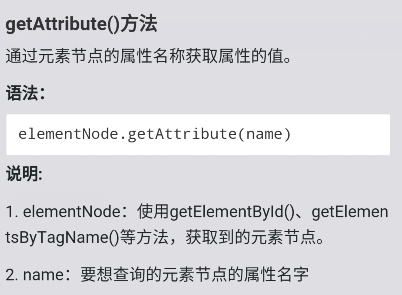 getAttribute()方法
通过元素节点的属性名称获取属性的值。
语法：
elementNode.getAttribute(name)
说明:
1. elementNode：使用getElementById()、getElemen
tsByTagName()等方法，获取到的元素节点。
2. name：要想查询的元素节点的属性名字